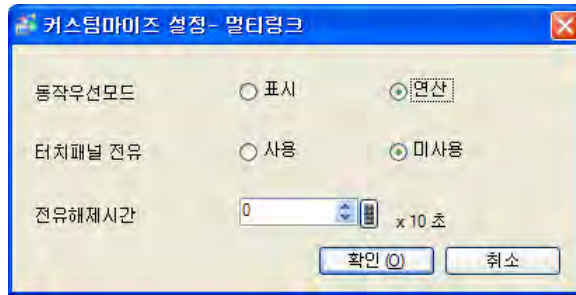 커스텀마이즈 설정- 멀티링크
동작우선모드 표시 연산
터치패널 전유 사용 미사용
전유해제시간 0 x 10 초
확인 (O) 취소